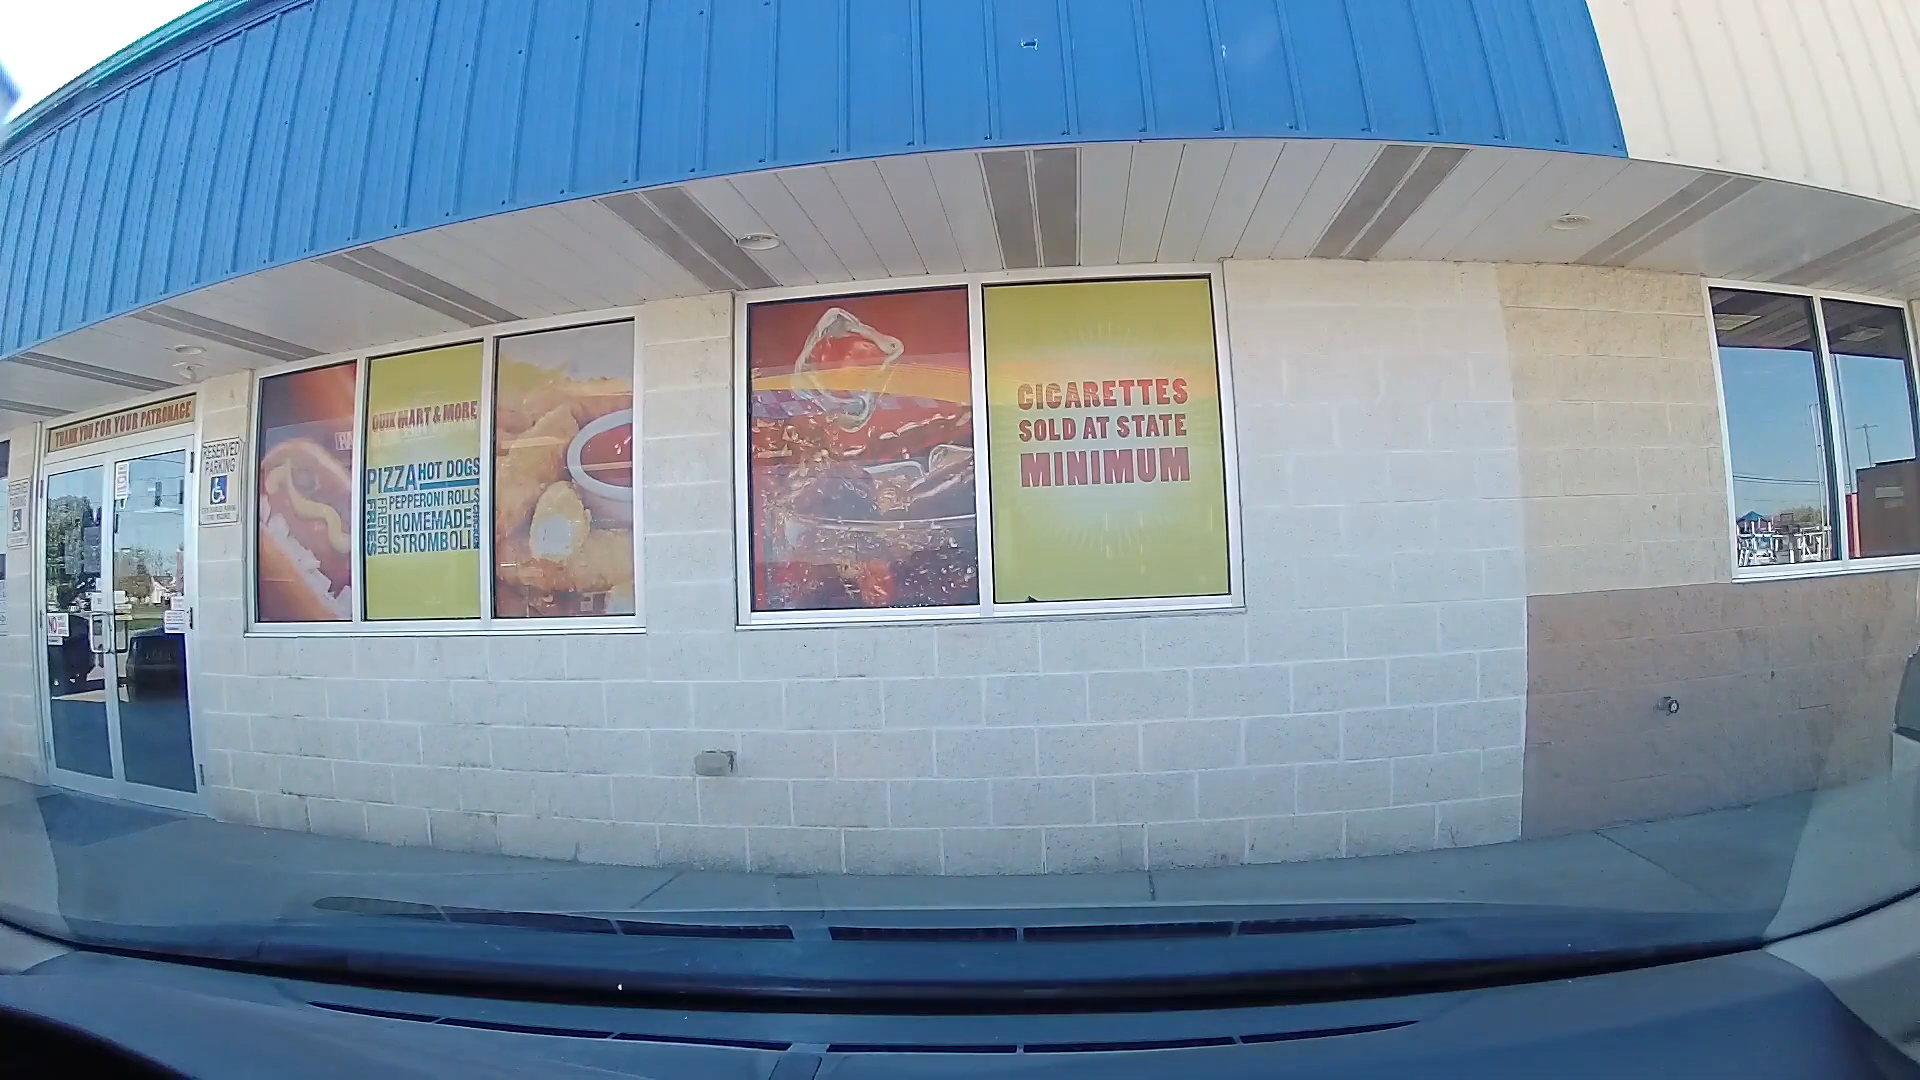 THANK YOU FOR YOUR PATRONAGE
RESERVED
PARKING
QUIK MART & MORE
PIZZA HOT DOGS
PEPPERONI ROLLS
FRENCH
FRIES
HOMEMADE
STROMBOLI
CIGARETTES
SOLD AT STATE
MINIMUM
NO